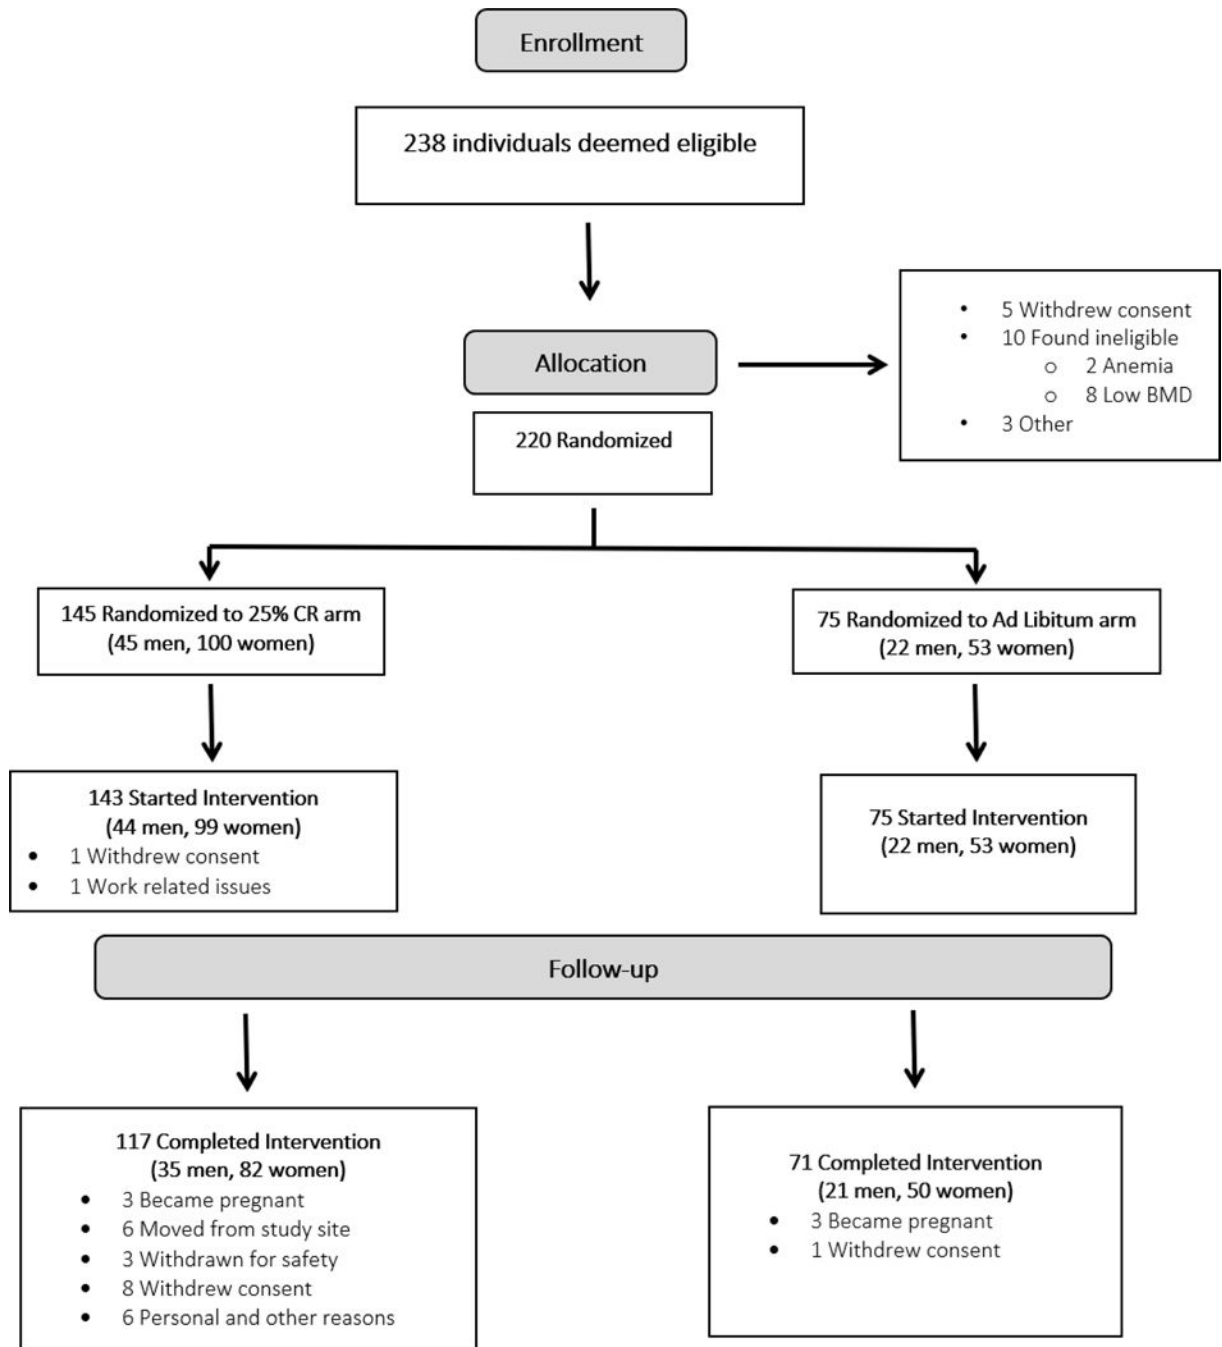 Enrollment
238 individuals deemed eligible
• 5 Withdrew consent
• 10 Found ineligible
o 2 Anemia
o 8 Low BMD
• 3 Other
Allocation
220 Randomized
145 Randomized to 25% CR arm
(45 men, 100 women)
75 Randomized to Ad Libitum arm
(22 men, 53 women)
143 Started Intervention
(44 men, 99 women)
• 1 Withdrew consent
• 1 Work related issues
75 Started Intervention
(22 men, 53 women)
Follow-up
117 Completed Intervention
(35 men, 82 women)
• 3 Became pregnant
• 6 Moved from study site
• 3 Withdrawn for safety
• 8 Withdrew consent
• 6 Personal and other reasons
71 Completed Intervention
(21 men, 50 women)
• 3 Became pregnant
• 1 Withdrew consent